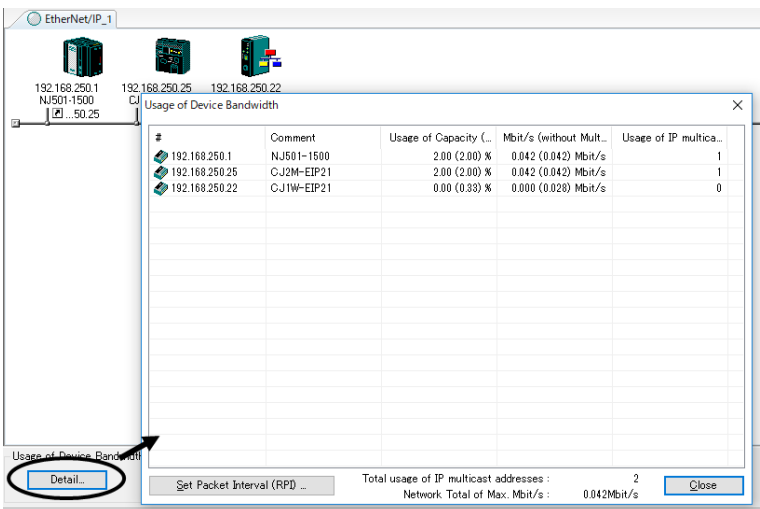 EtherNet/IP_1
192.168.250.1
192.168.250.25
192.168.250.22
NJ501-1500
CJ
...50.25
Usage of Device Bandwidth
#
Comment
Usage of Capacity (...
Mbit/s (without Mult...
Usage of IP multica...
192.168.250.1
NJ501-1500
2.00 (2.00) %
0.042 (0.042) Mbit/s
1
192.168.250.25
CJ2M-EIP21
2.00 (2.00) %
0.042 (0.042) Mbit/s
1
192.168.250.22
CJ1W-EIP21
0.00 (0.33) %
0.000 (0.028) Mbit/s
0
Usage of Device Bandwidth
Detail...
Set Packet Interval (RPI) ...
Total usage of IP multicast addresses :
2
Network Total of Max. Mbit/s :
0.042Mbit/s
Close